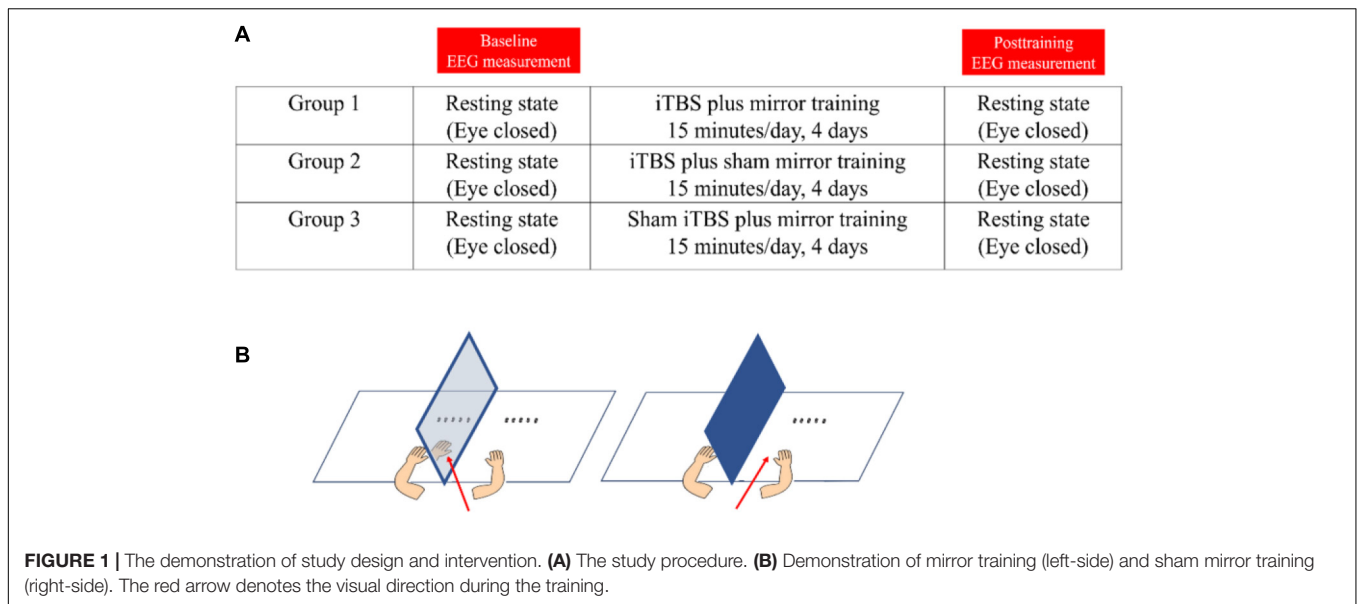 A
Baseline
EEG measurement
Posttraining
EEG measurement
Group 1
Resting state
(Eye closed)
iTBS plus mirror training
15 minutes/day, 4 days
Resting state
(Eye closed)
Group 2
Resting state
(Eye closed)
iTBS plus sham mirror training
15 minutes/day, 4 days
Resting state
(Eye closed)
Group 3
Resting state
(Eye closed)
Sham iTBS plus mirror training
15 minutes/day, 4 days
Resting state
(Eye closed)
B
FIGURE 1 | The demonstration of study design and intervention. (A) The study procedure. (B) Demonstration of mirror training (left-side) and sham mirror training
(right-side). The red arrow denotes the visual direction during the training.